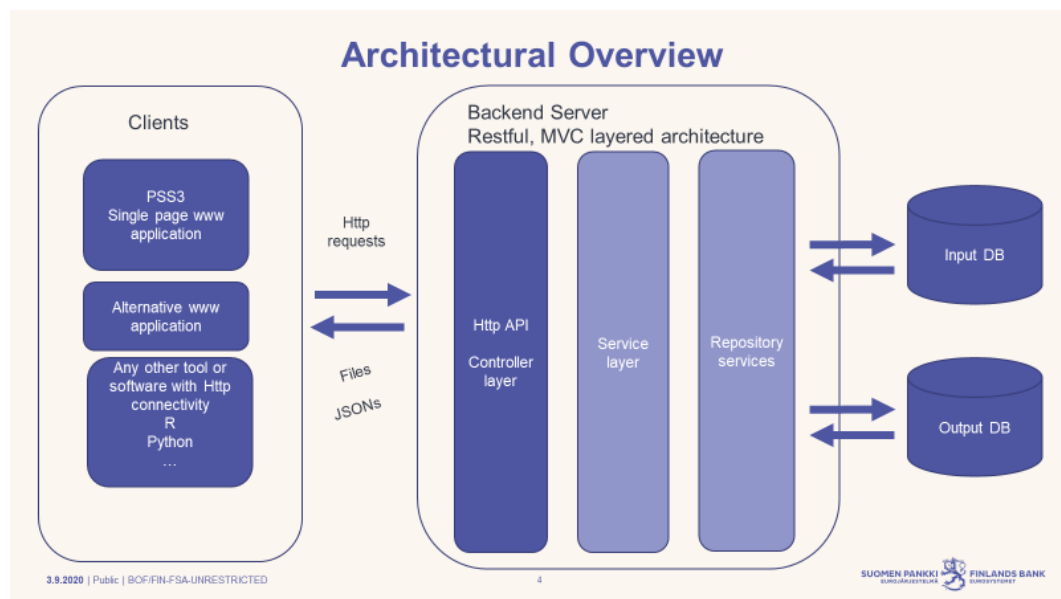 Architectural Overview
Clients
PSS3
Single page www
application
Alternative www
application
Any other tool or
software with Http
connectivity
R
Python
...
Http
requests
Files
JSONs
Backend Server
Restful, MVC layered architecture
Http API
Controller
layer
Service
layer
Repository
services
Input DB
Output DB
3.9.2020 | Public | BOF/FIN-FSA-UNRESTRICTED
4
SUOMEN PANKKI
EUROJÄRJESTELMÄ
FINLANDS BANK
EUROSYSTEMET